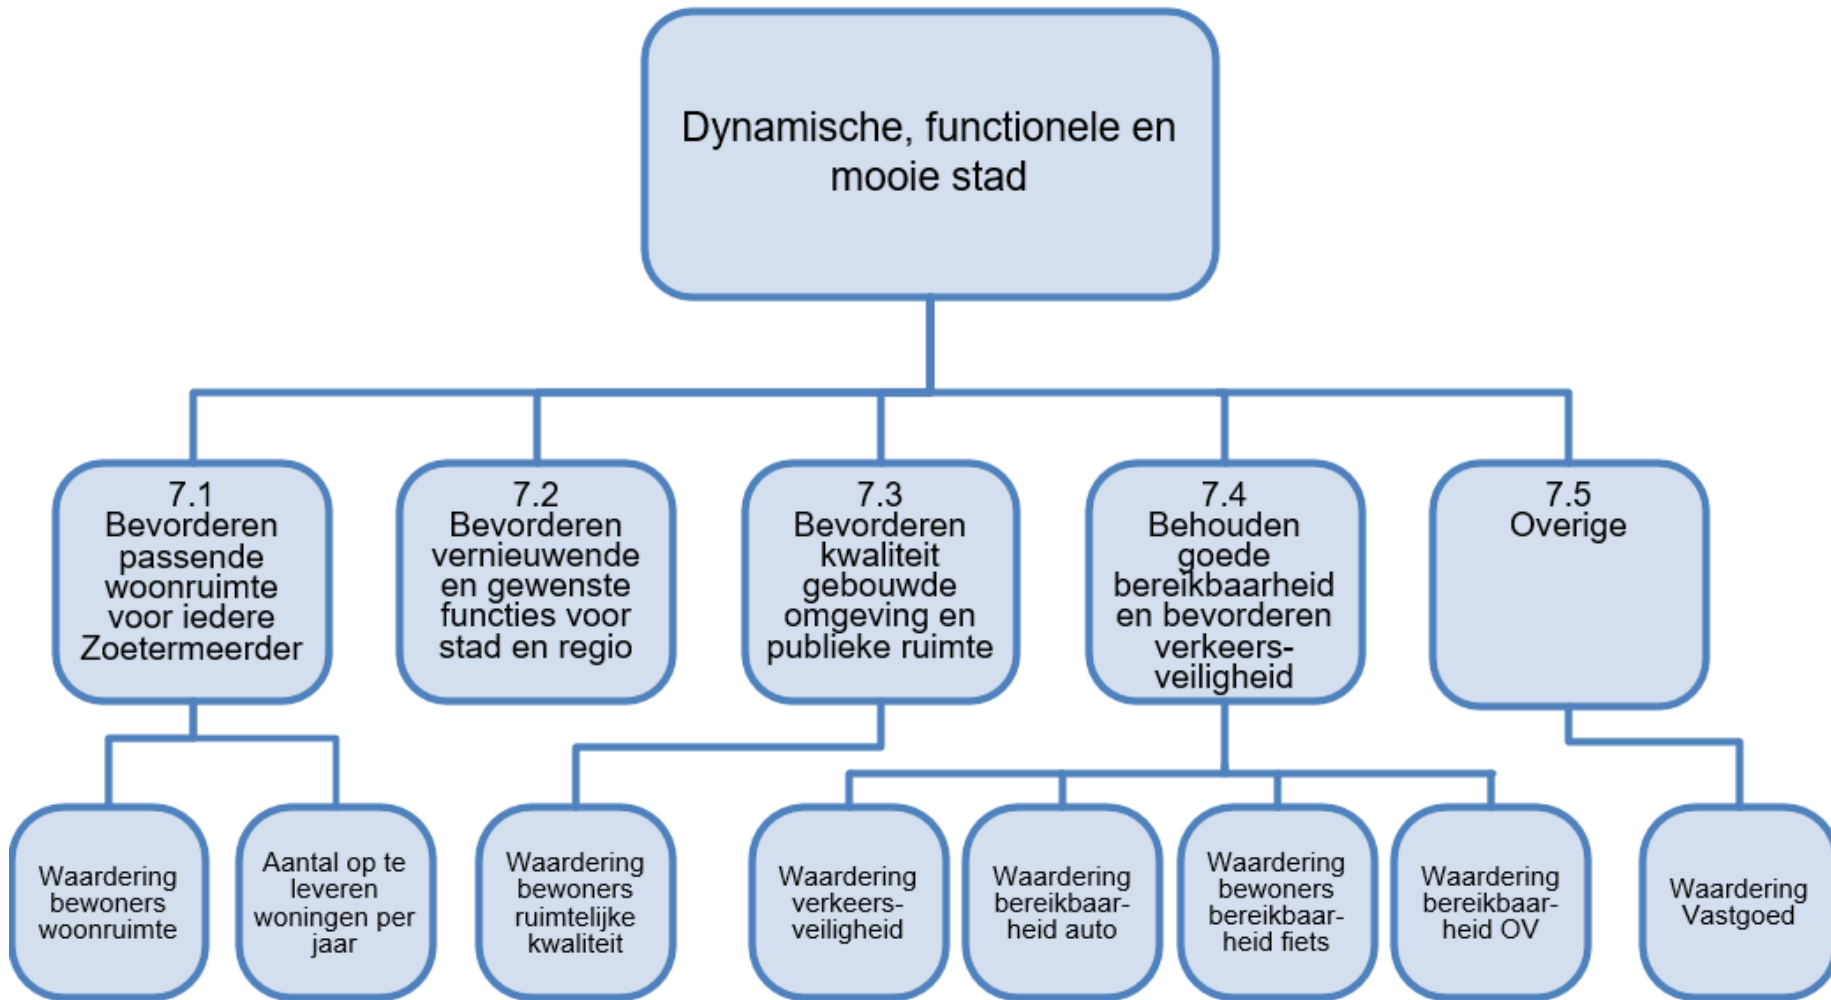 Dynamische, functionele en
mooie stad
7.1
Bevorderen
passende
woonruimte
voor iedere
Zoetermeerder
7.2
Bevorderen
vernieuwende
en gewenste
functies voor
stad en regio
7.3
Bevorderen
kwaliteit
gebouwde
omgeving en
publieke ruimte
7.4
Behouden
goede
bereikbaarheid
en bevorderen
verkeers-
veiligheid
7.5
Overige
Waardering
bewoners
woonruimte
Aantal op te
leveren
woningen per
jaar
Waardering
bewoners
ruimtelijke
kwaliteit
Waardering
verkeers-
veiligheid
Waardering
bereikbaar-
heid auto
Waardering
bewoners
bereikbaar-
heid fiets
Waardering
bereikbaar-
heid OV
Waardering
Vastgoed